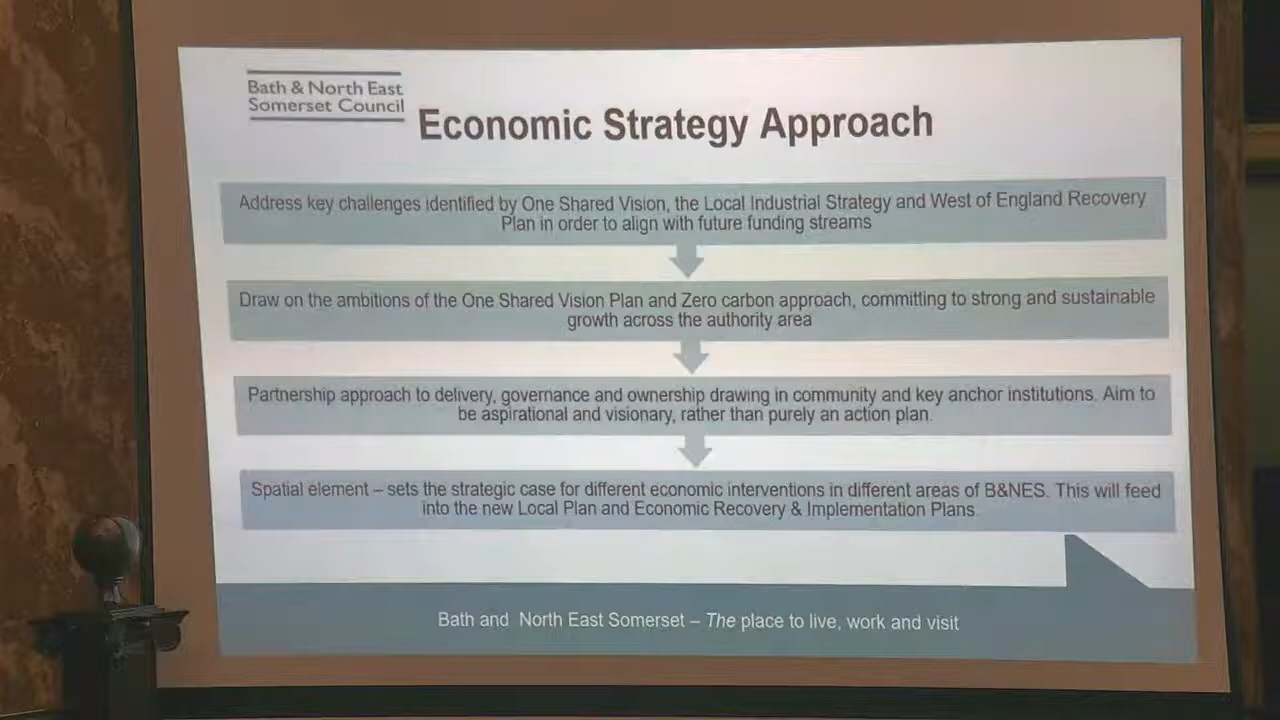 Bath & North East
Somerset Council
Economic Strategy Approach
Address key challenges identified by One Shared Vision, the Local Industrial Strategy and West of England Recovery
Plan in order to align with future funding streams
Draw on the ambitions of the One Shared Vision Plan and Zero carbon approach, committing to strong and sustainable
growth across the authority area
Partnership approach to delivery, governance and ownership drawing in community and key anchor institutions. Aim to
be aspirational and visionary, rather than purely an action plan.
Spatial element – sets the strategic case for different economic interventions in different areas of B&NES. This will feed
into the new Local Plan and Economic Recovery & Implementation Plans.
Bath and North East Somerset – The place to live, work and visit